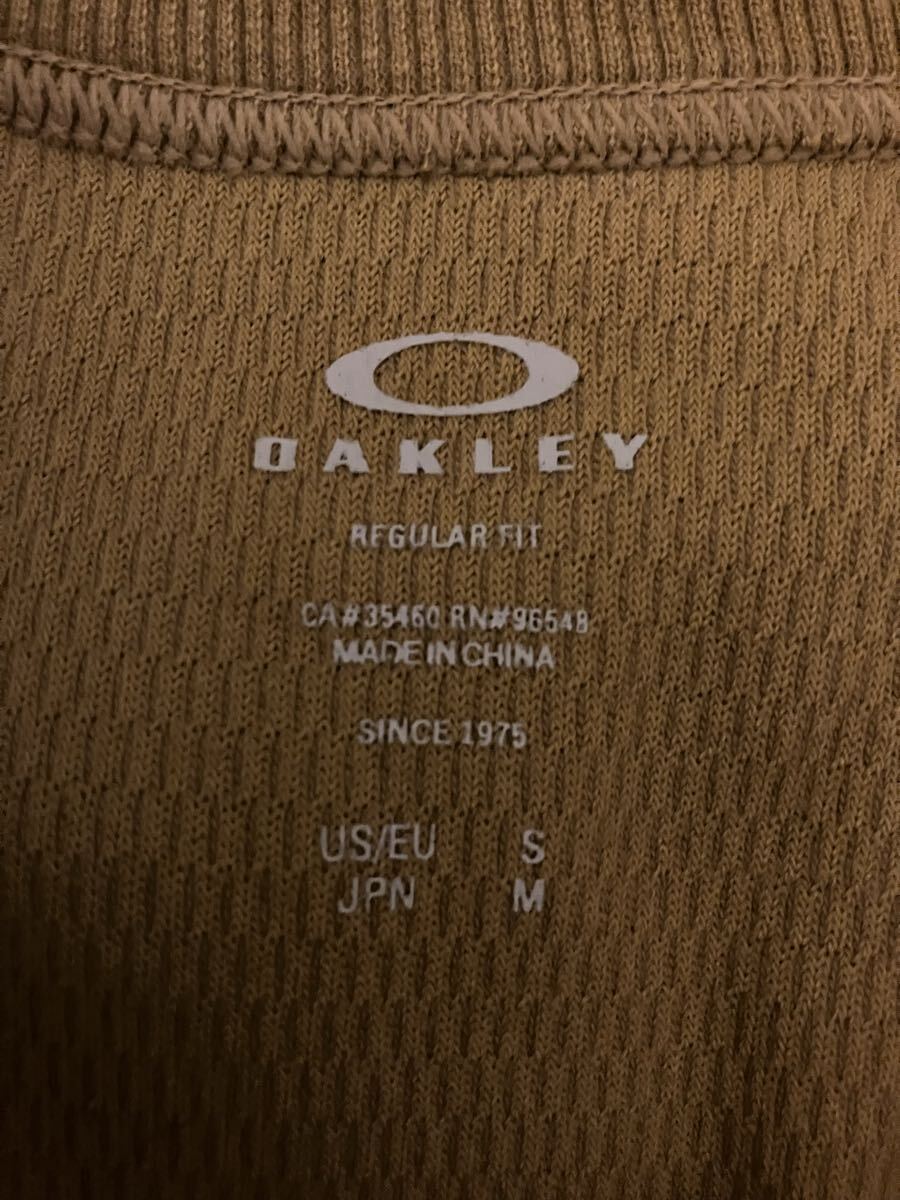 OAKLEY
REGULAR FIT
CA#35460 RN#96548
MADE IN CHINA
SINCE 1975
US/EU S
JPN M